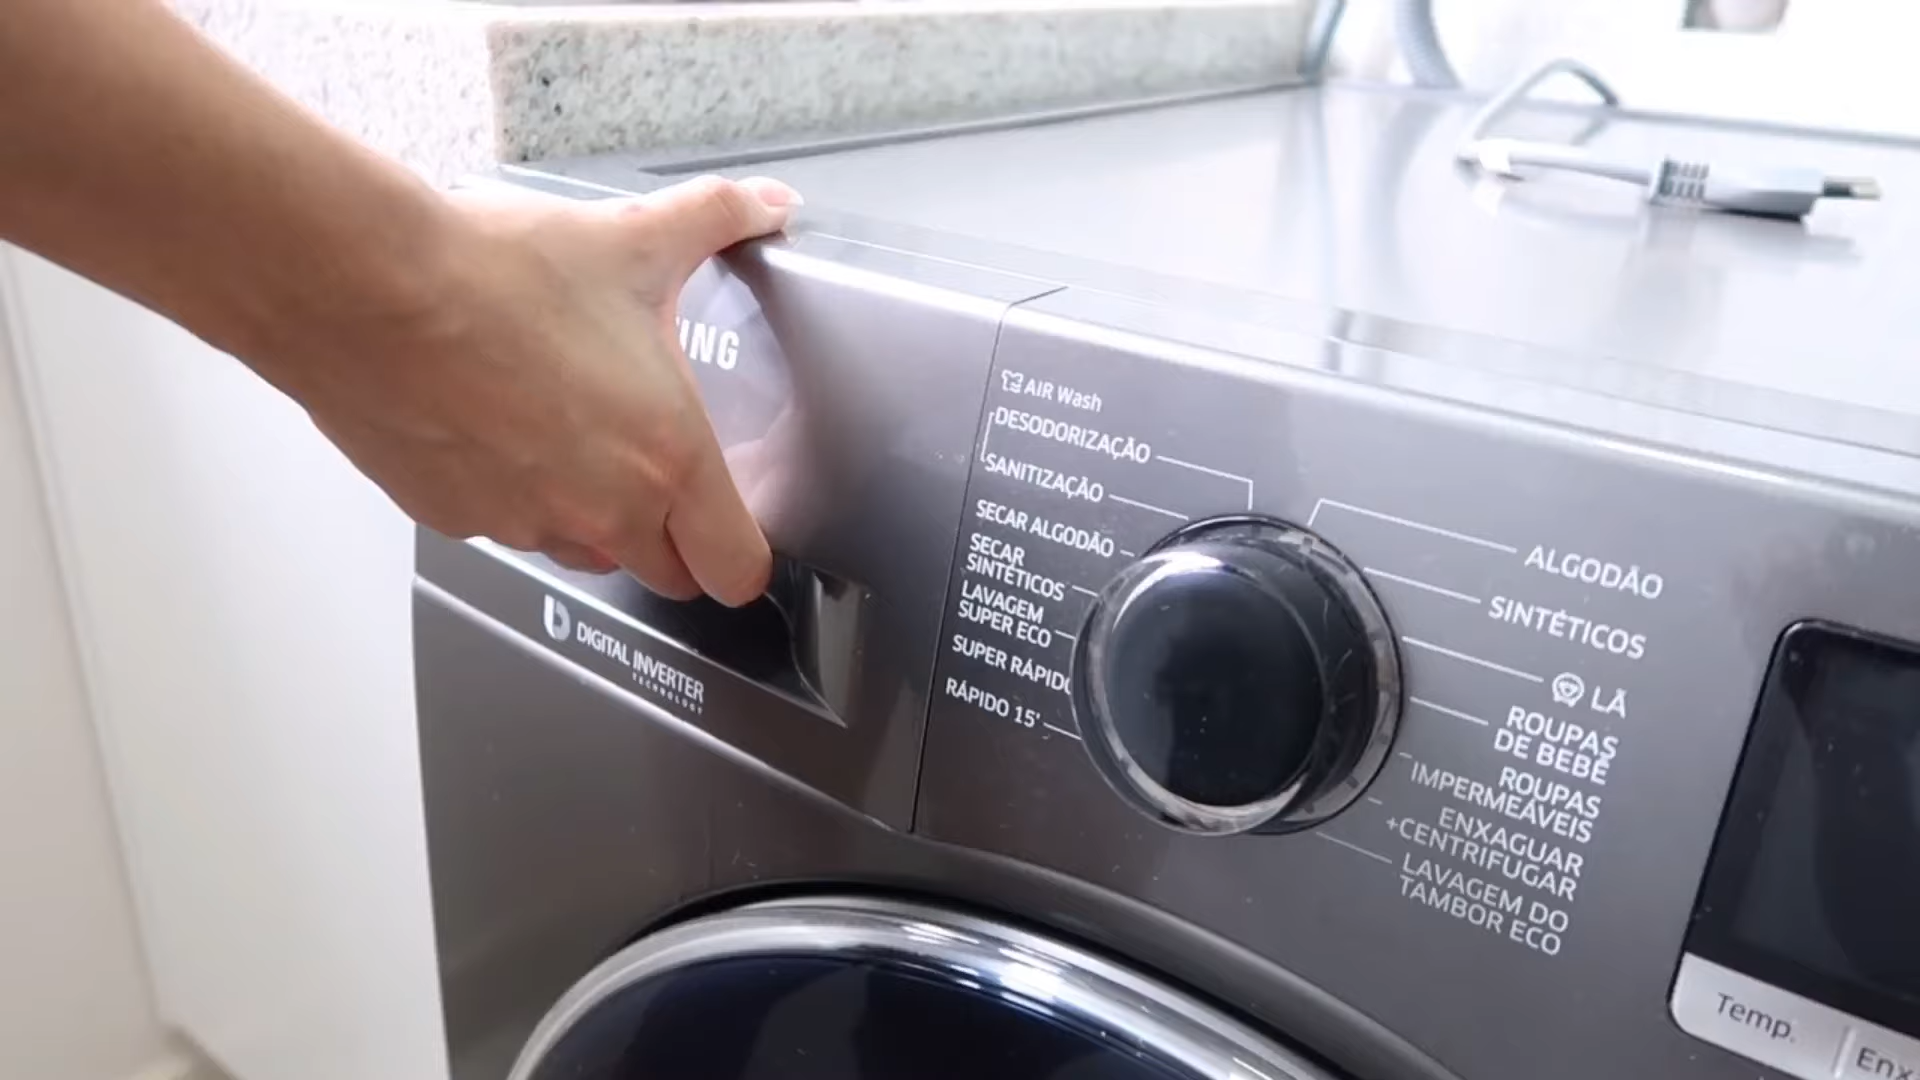 UNG
DIGITAL INVERTER
TECHNOLOGY
AIR Wash
DESODORIZAÇÃO
SANITIZAÇÃO
SECAR ALGODÃO
SECAR
SINTÉTICOS
LAVAGEM
SUPER ECO
SUPER RÁPIDO
RÁPIDO 15'
ALGODÃO
SINTÉTICOS
LÃ
ROUPAS
DE BEBÊ
ROUPAS
IMPERMEÁVEIS
ENXAGUAR
+CENTRIFUGAR
LAVAGEM DO
TAMBOR ECO
Temp.
Enx